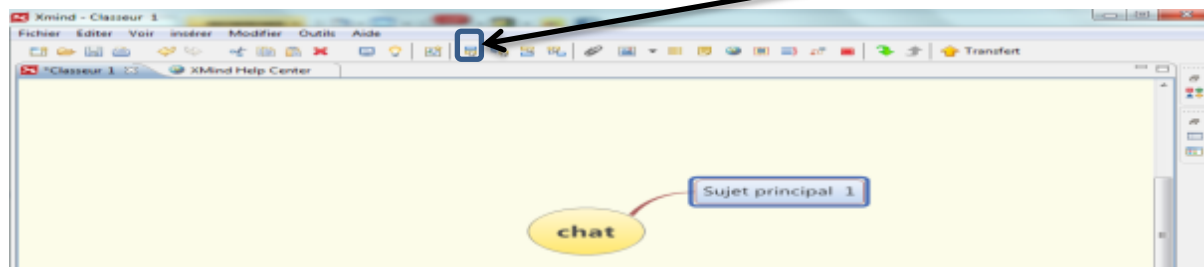 Xmind - Classeur 1
Fichier Editer Voir insérer Modifier Outils Aide
Transfert
*Classeur 1 XMind Help Center
Sujet principal 1
chat